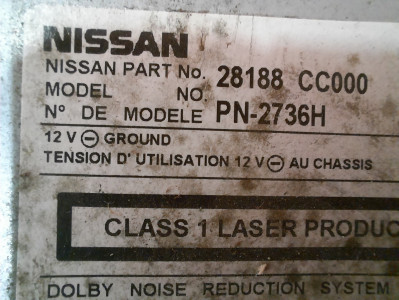 NISSAN
NISSAN PART No. 28188 CC000
MODEL NO.
Nº DE MODELE PN-2736H
12 V ⊖ GROUND
TENSION D' UTILISATION 12 V ⊖ AU CHASSIS
CLASS 1 LASER PRODUC
DOLBY NOISE REDUCTION SYSTEM